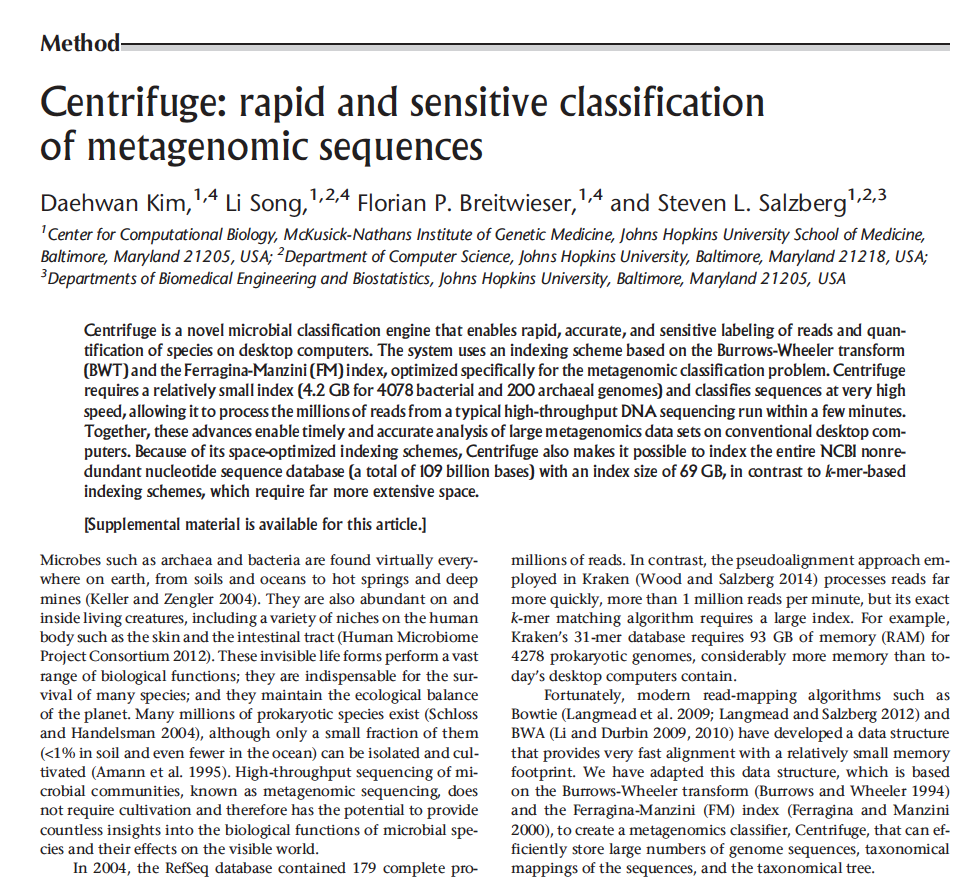 Method
Centrifuge: rapid and sensitive classification
of metagenomic sequences
Daehwan Kim,1,4 Li Song,1,2,4 Florian P. Breitwieser,1,4 and Steven L. Salzberg1,2,3
1Center for Computational Biology, McKusick-Nathans Institute of Genetic Medicine, Johns Hopkins University School of Medicine,
Baltimore, Maryland 21205, USA; 2Department of Computer Science, Johns Hopkins University, Baltimore, Maryland 21218, USA;
3Departments of Biomedical Engineering and Biostatistics, Johns Hopkins University, Baltimore, Maryland 21205, USA
Centrifuge is a novel microbial classification engine that enables rapid, accurate, and sensitive labeling of reads and quan-
tification of species on desktop computers. The system uses an indexing scheme based on the Burrows-Wheeler transform
(BWT) and the Ferragina-Manzini (FM) index, optimized specifically for the metagenomic classification problem. Centrifuge
requires a relatively small index (4.2 GB for 4078 bacterial and 200 archaeal genomes) and classifies sequences at very high
speed, allowing it to process the millions of reads from a typical high-throughput DNA sequencing run within a few minutes.
Together, these advances enable timely and accurate analysis of large metagenomics data sets on conventional desktop com-
puters. Because of its space-optimized indexing schemes, Centrifuge also makes it possible to index the entire NCBI nonre-
dundant nucleotide sequence database (a total of 109 billion bases) with an index size of 69 GB, in contrast to k-mer-based
indexing schemes, which require far more extensive space.
[Supplemental material is available for this article.]
Microbes such as archaea and bacteria are found virtually every-
where on earth, from soils and oceans to hot springs and deep
mines (Keller and Zengler 2004). They are also abundant on and
inside living creatures, including a variety of niches on the human
body such as the skin and the intestinal tract (Human Microbiome
Project Consortium 2012). These invisible life forms perform a vast
range of biological functions; they are indispensable for the sur-
vival of many species; and they maintain the ecological balance
of the planet. Many millions of prokaryotic species exist (Schloss
and Handelsman 2004), although only a small fraction of them
(<1% in soil and even fewer in the ocean) can be isolated and cul-
tivated (Amann et al. 1995). High-throughput sequencing of mi-
crobial communities, known as metagenomic sequencing, does
not require cultivation and therefore has the potential to provide
countless insights into the biological functions of microbial spe-
cies and their effects on the visible world.
In 2004, the RefSeq database contained 179 complete pro-
millions of reads. In contrast, the pseudoalignment approach em-
ployed in Kraken (Wood and Salzberg 2014) processes reads far
more quickly, more than 1 million reads per minute, but its exact
k-mer matching algorithm requires a large index. For example,
Kraken's 31-mer database requires 93 GB of memory (RAM) for
4278 prokaryotic genomes, considerably more memory than to-
day's desktop computers contain.
Fortunately, modern read-mapping algorithms such as
Bowtie (Langmead et al. 2009; Langmead and Salzberg 2012) and
BWA (Li and Durbin 2009, 2010) have developed a data structure
that provides very fast alignment with a relatively small memory
footprint. We have adapted this data structure, which is based
on the Burrows-Wheeler transform (Burrows and Wheeler 1994)
and the Ferragina-Manzini (FM) index (Ferragina and Manzini
2000), to create a metagenomics classifier, Centrifuge, that can ef-
ficiently store large numbers of genome sequences, taxonomical
mappings of the sequences, and the taxonomical tree.